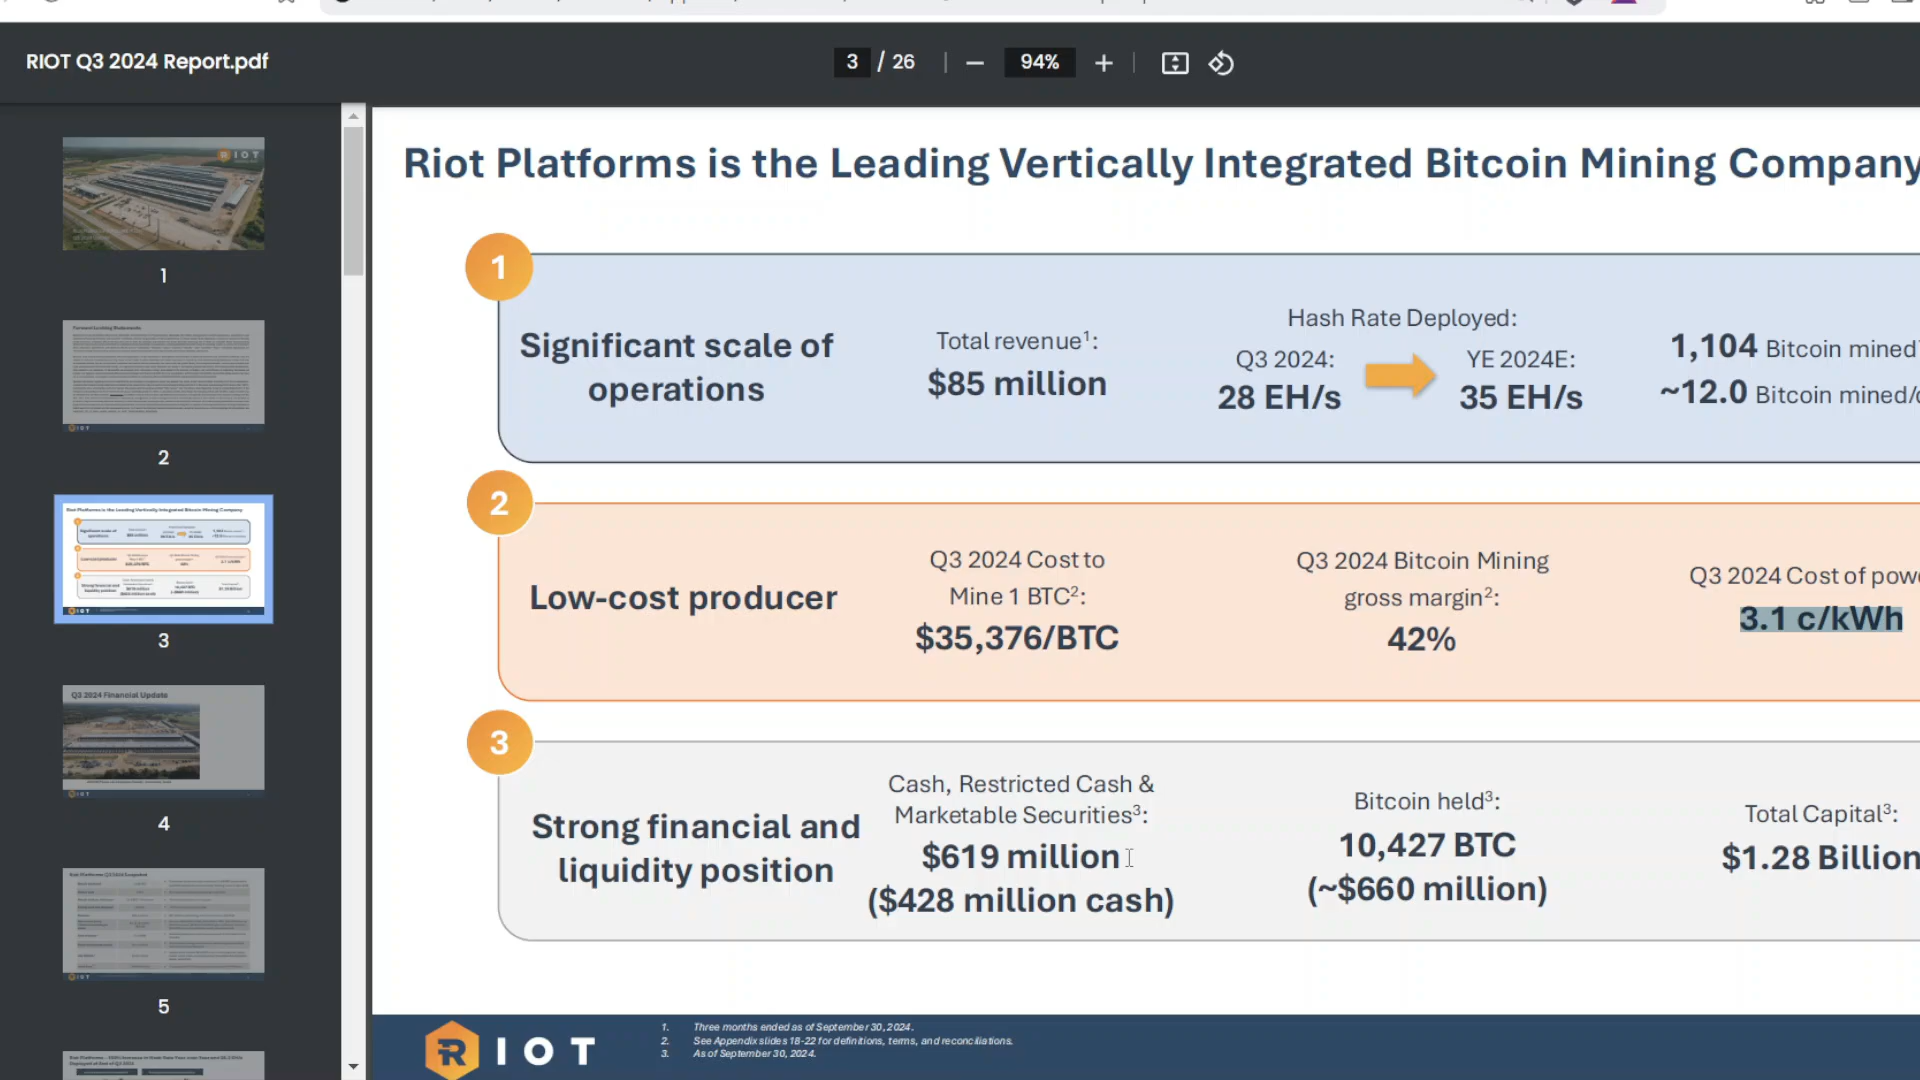 RIOT Q3 2024 Report.pdf
3 / 26
94%
1
2
3
4
5
Q3 2024 Financial Update
Riot Platforms is the Leading Vertically Integrated Bitcoin Mining Company
1
Significant scale of
operations
Total revenue¹:
$85 million
Hash Rate Deployed:
Q3 2024:
28 EH/s
YE 2024E:
35 EH/s
1,104 Bitcoin mined
~12.0 Bitcoin mined/
2
Low-cost producer
Q3 2024 Cost to
Mine 1 BTC²:
$35,376/BTC
Q3 2024 Bitcoin Mining
gross margin²:
42%
Q3 2024 Cost of pow
3.1 c/kWh
3
Strong financial and
liquidity position
Cash, Restricted Cash &
Marketable Securities³:
$619 million
($428 million cash)
Bitcoin held³:
10,427 BTC
(~$660 million)
Total Capital³:
$1.28 Billion
RIOT
1. Three months ended as of September 30, 2024.
2. See Appendix slides 18-22 for definitions, terms, and reconciliations.
3. As of September 30, 2024.